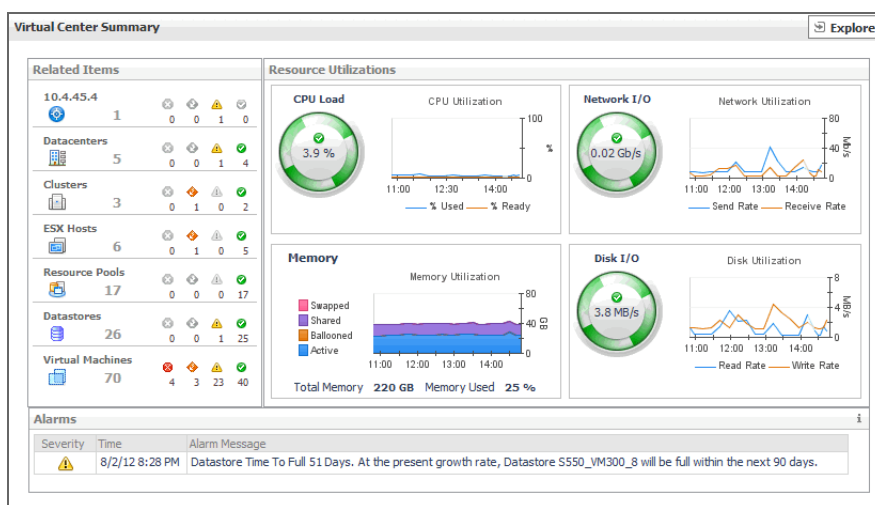 Virtual Center Summary
Explore
Related Items
10.4.45.4
1
0 0 1 0
Datacenters
5
0 0 1 4
Clusters
3
0 1 0 2
ESX Hosts
6
0 1 0 5
Resource Pools
17
0 0 0 17
Datastores
26
0 0 1 25
Virtual Machines
70
4 3 23 40
Resource Utilizations
CPU Load
3.9 %
CPU Utilization
100
%
0
11:00 12:30 14:00
% Used % Ready
Network I/O
0.02 Gb/s
Network Utilization
80
40
0
Mb/s
11:00 12:00 13:00 14:00
Send Rate Receive Rate
Memory
Memory Utilization
Swapped
Shared
Ballooned
Active
80
40
0
GB
11:00 12:00 13:00 14:00
Total Memory 220 GB Memory Used 25 %
Disk I/O
3.8 MB/s
Disk Utilization
8
4
0
MB/s
11:00 12:00 13:00 14:00
Read Rate Write Rate
Alarms
i
Severity Time Alarm Message
8/2/12 8:28 PM Datastore Time To Full 51 Days. At the present growth rate, Datastore S550_VM300_8 will be full within the next 90 days.